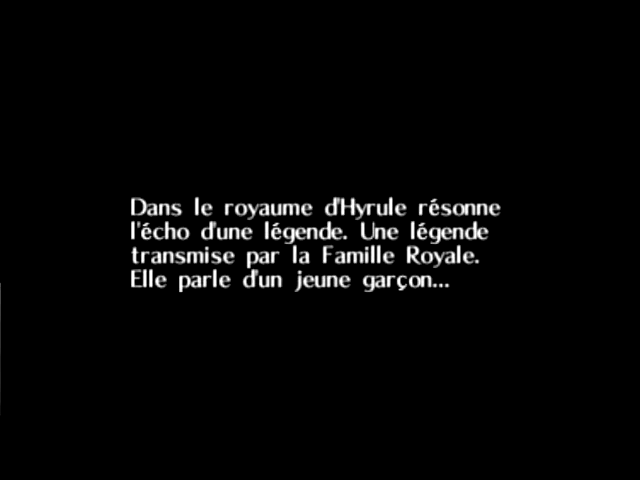 Dans le royaume d'Hyrule résonne
l'écho d'une légende. Une légende
transmise par la Famille Royale.
Elle parle d'un jeune garçon...